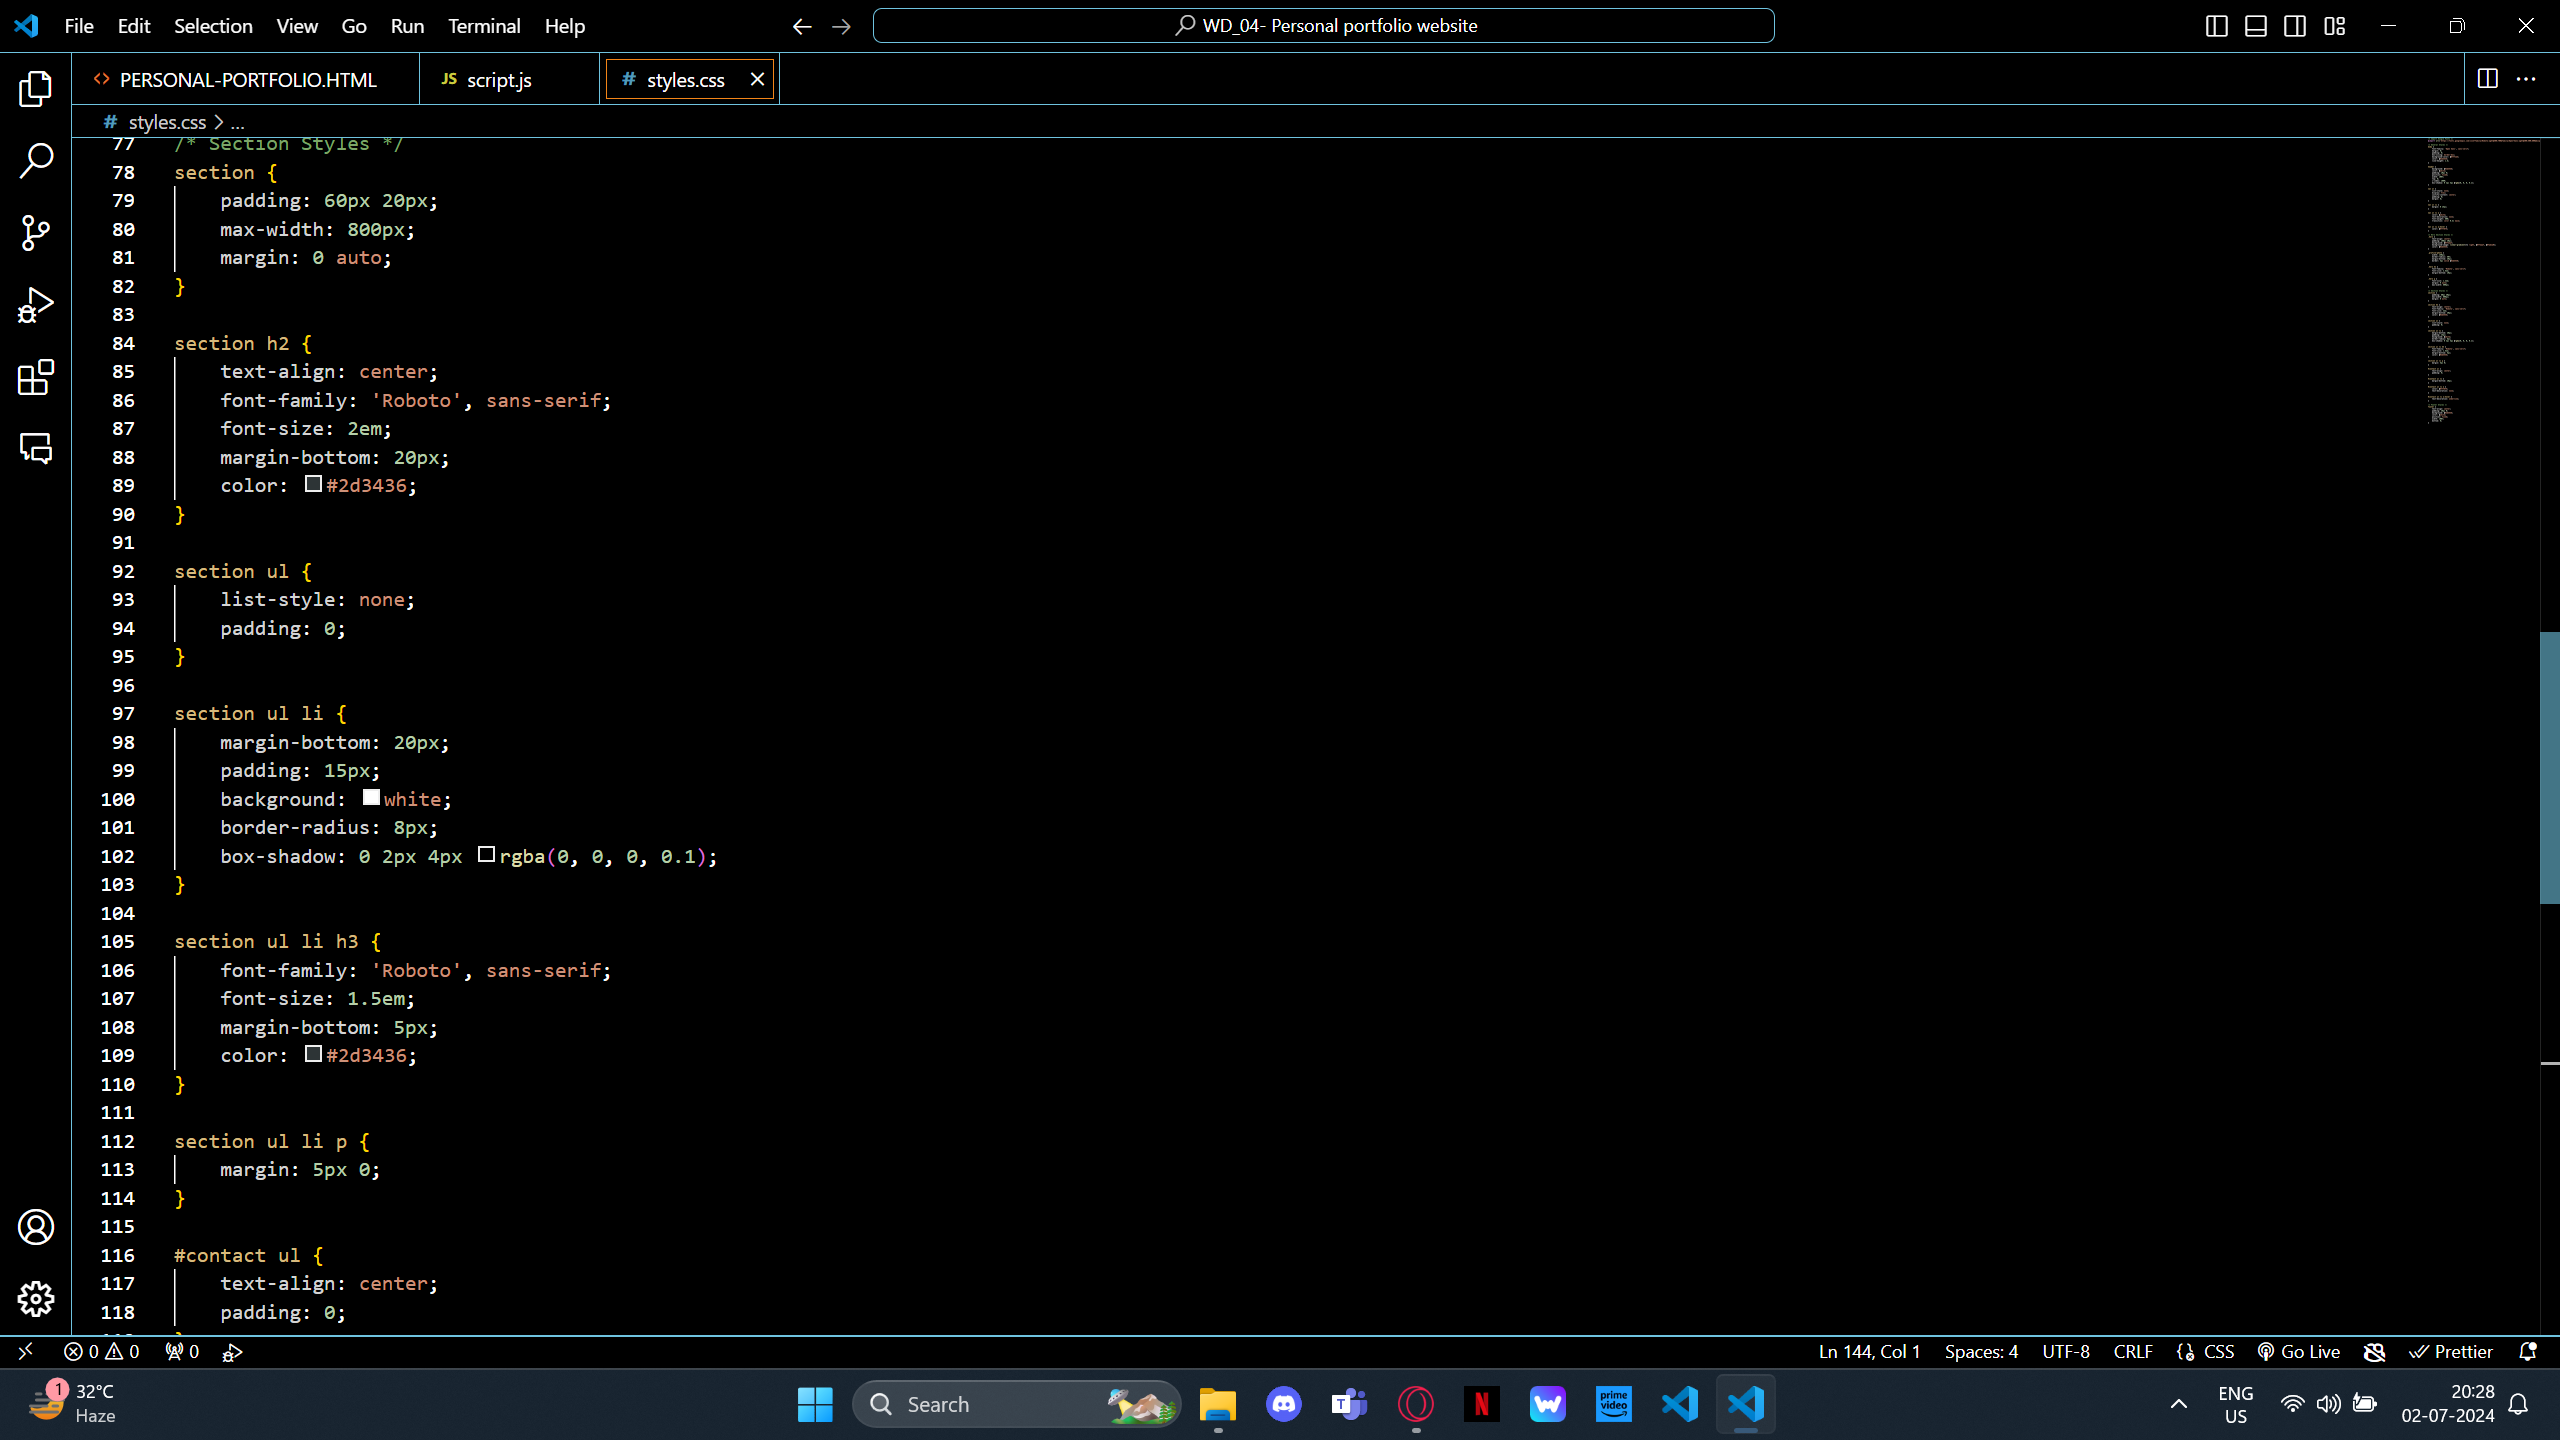 File Edit Selection View Go Run Terminal Help
WD_04- Personal portfolio website
PERSONAL-PORTFOLIO.HTML
JS script.js
# styles.css
# styles.css > ...
77 /* Section Styles */
78 section {
79 padding: 60px 20px;
80 max-width: 800px;
81 margin: 0 auto;
82 }
83
84 section h2 {
85 text-align: center;
86 font-family: 'Roboto', sans-serif;
87 font-size: 2em;
88 margin-bottom: 20px;
89 color: #2d3436;
90 }
91
92 section ul {
93 list-style: none;
94 padding: 0;
95 }
96
97 section ul li {
98 margin-bottom: 20px;
99 padding: 15px;
100 background: white;
101 border-radius: 8px;
102 box-shadow: 0 2px 4px rgba(0, 0, 0, 0.1);
103 }
104
105 section ul li h3 {
106 font-family: 'Roboto', sans-serif;
107 font-size: 1.5em;
108 margin-bottom: 5px;
109 color: #2d3436;
110 }
111
112 section ul li p {
113 margin: 5px 0;
114 }
115
116 #contact ul {
117 text-align: center;
118 padding: 0;
0 0 0 Ln 144, Col 1 Spaces: 4 UTF-8 CRLF CSS Go Live Prettier
1 32°C
Haze
Search
prime video
ENG
US
20:28
02-07-2024